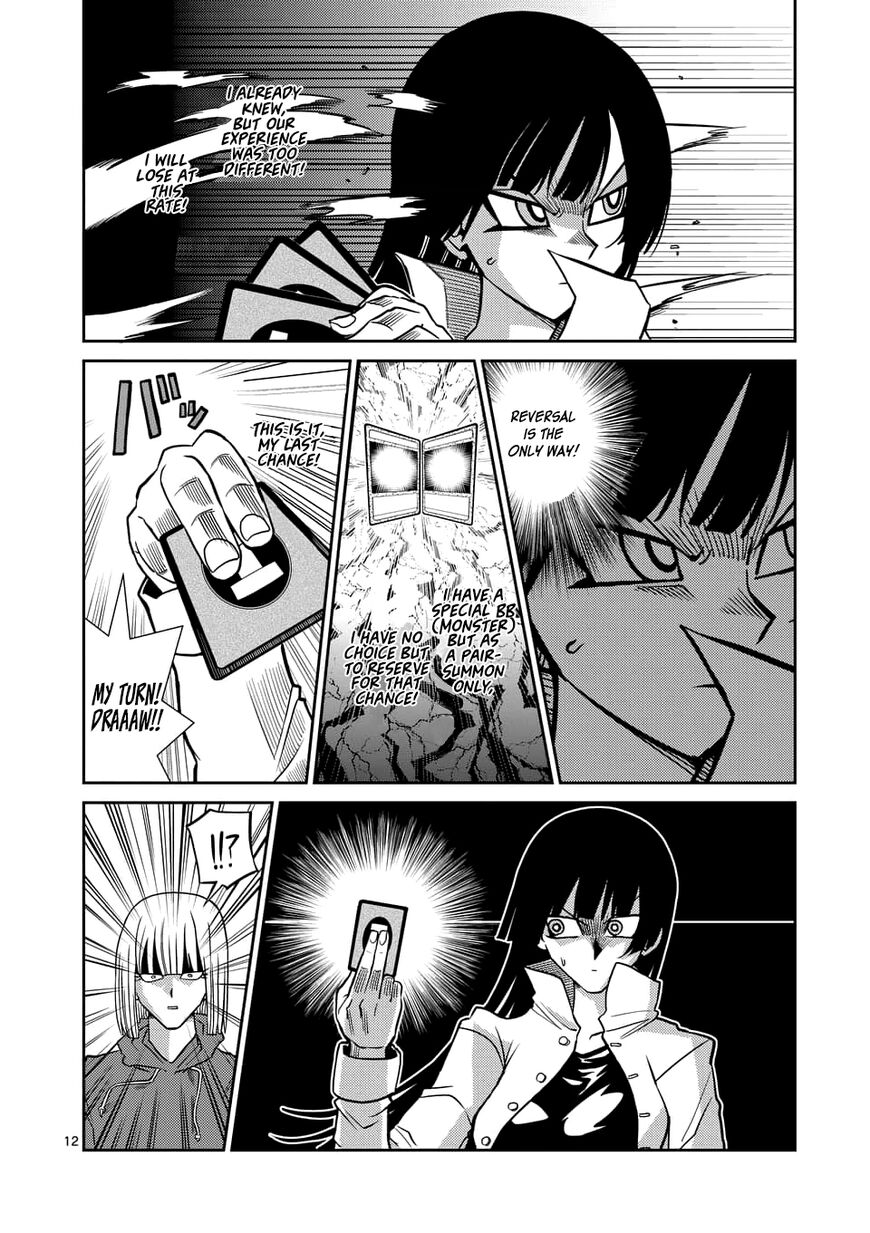 I ALREADY
KNEW,
BUT OUR
EXPERIENCE
WAS TOO
DIFFERENT!
I WILL
LOSE AT
THIS
RATE!
REVERSAL
IS THE
ONLY WAY!
I HAVE A
SPECIAL BB
(MONSTER)
BUT AS
A PAIR-
SUMMON
ONLY,
I HAVE NO
CHOICE BUT
TO RESERVE
FOR THAT
CHANCE!
バッ
THIS IS IT,
MY LAST
CHANCE!
MY TURN!
DRAAAW!!
!!?
12